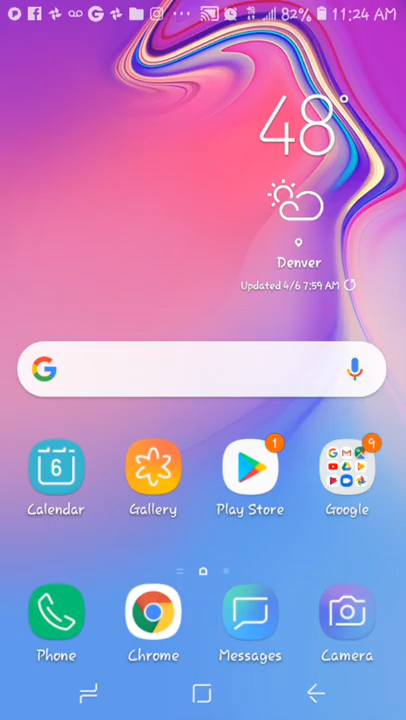 82% 11:24 AM
48°
Denver
Updated 4/6 7:59 AM
6
1
9
Calendar Gallery Play Store Google
Phone Chrome Messages Camera